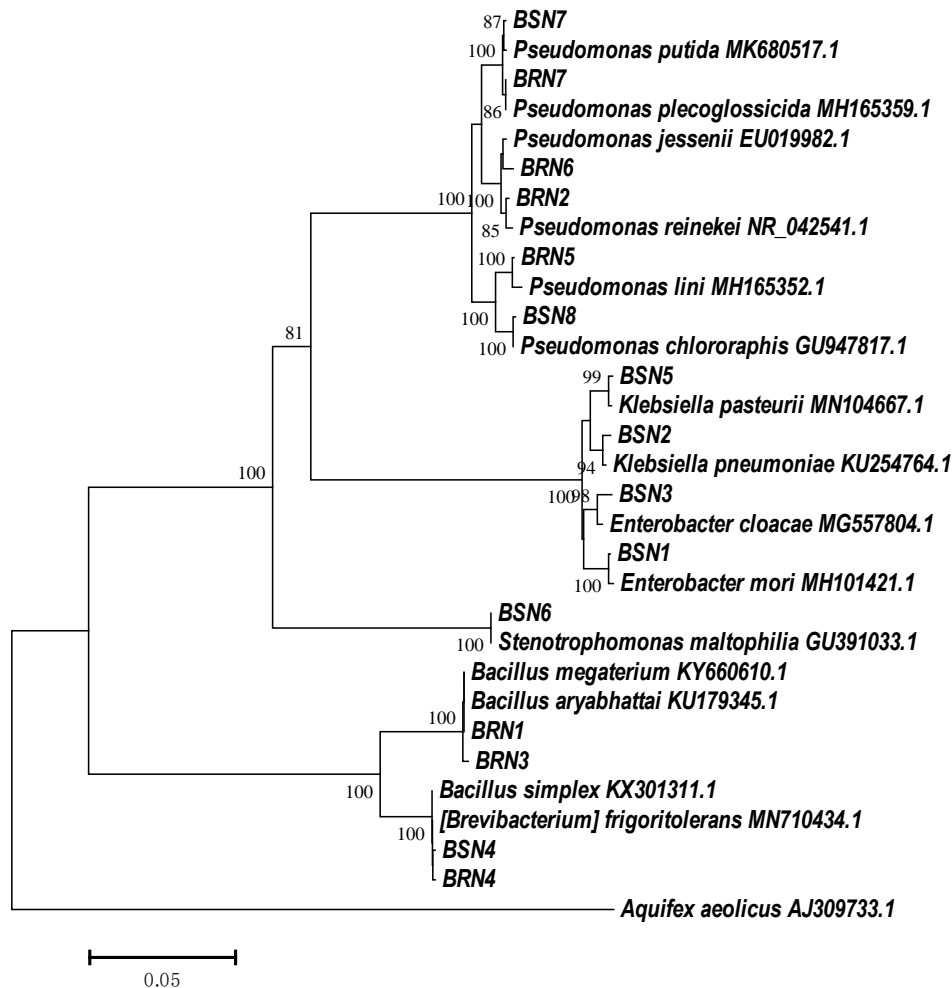 87
BSN7
100
Pseudomonas putida MK680517.1
BRN7
86
Pseudomonas plecoglossicida MH165359.1
Pseudomonas jessenii EU019982.1
BRN6
100
100
BRN2
85
Pseudomonas reinekei NR_042541.1
100
BRN5
Pseudomonas lini MH165352.1
100
BSN8
100
Pseudomonas chlororaphis GU947817.1
81
99
BSN5
Klebsiella pasteurii MN104667.1
BSN2
94
Klebsiella pneumoniae KU254764.1
100
98
BSN3
Enterobacter cloacae MG557804.1
BSN1
100
Enterobacter mori MH101421.1
100
BSN6
100
Stenotrophomonas maltophilia GU391033.1
Bacillus megaterium KY660610.1
Bacillus aryabhattai KU179345.1
100
BRN1
BRN3
100
Bacillus simplex KX301311.1
[Brevibacterium] frigoritolerans MN710434.1
100
BSN4
BRN4
Aquifex aeolicus AJ309733.1
0.05